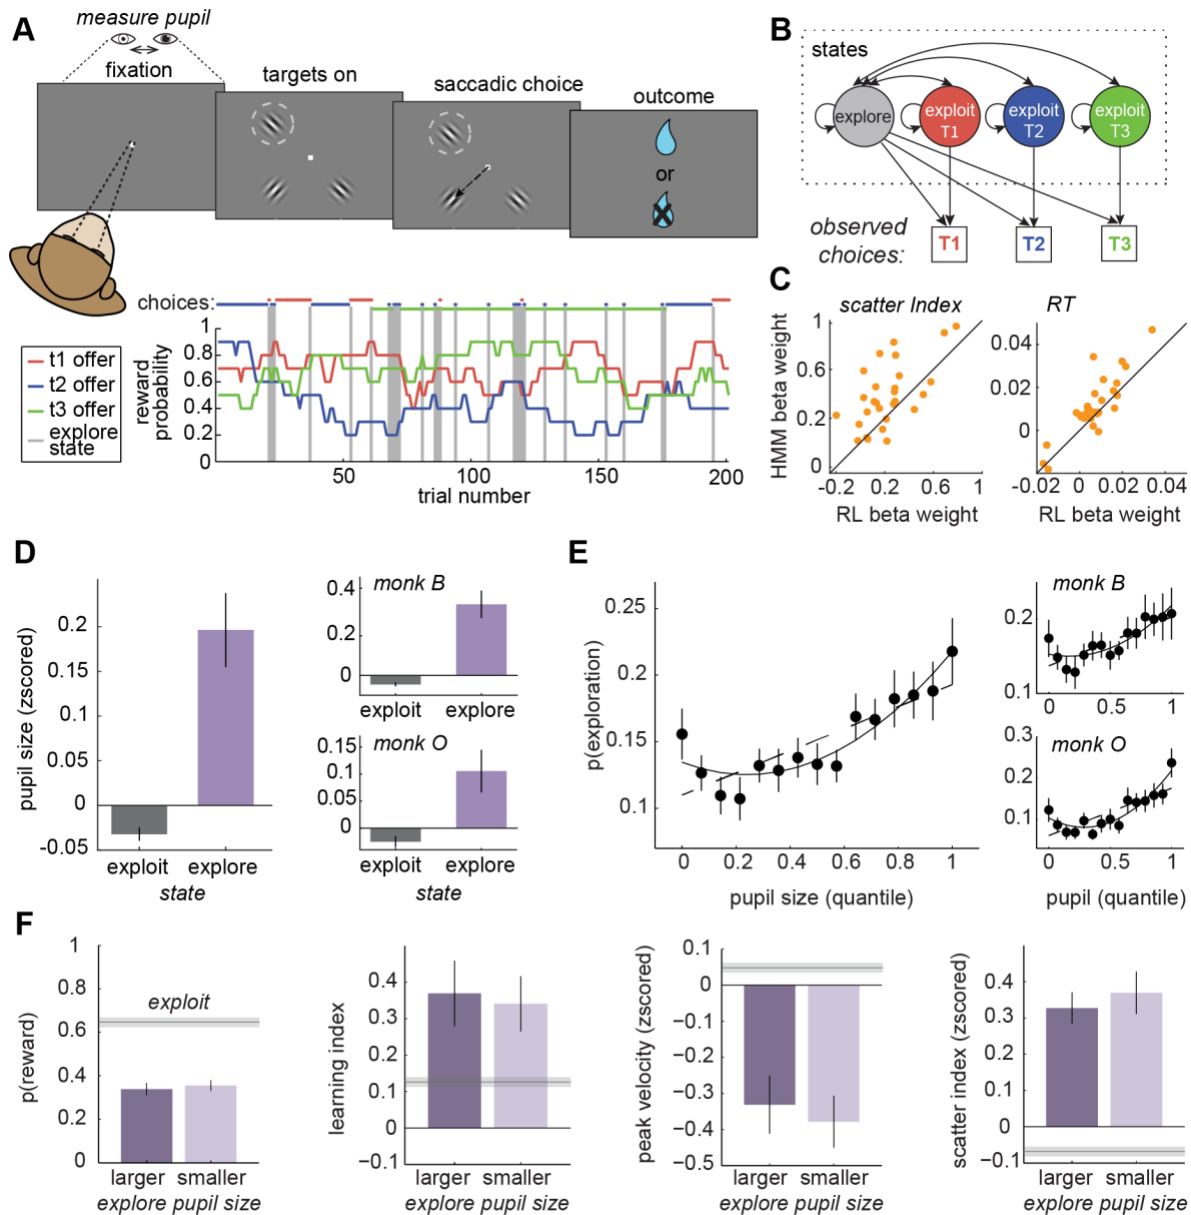 A
measure pupil
fixation
targets on
saccadic choice
outcome
or
choices:
t1 offer
t2 offer
t3 offer
explore
state
reward
probability
1
0.8
0.6
0.4
0.2
0
50
100
150
200
trial number
B
states
explore
exploit
T1
exploit
T2
exploit
T3
observed
choices:
T1
T2
T3
C
scatter Index
HMM beta weight
1
0.6
0.2
0
-0.2
0.2
0.6
1
RL beta weight
RT
0.04
0.02
0
-0.02
0
0.02
0.04
RL beta weight
D
pupil size (zscored)
0.2
0.15
0.1
0.05
0
-0.05
exploit
explore
state
monk B
0.4
0.2
0
exploit
explore
monk O
0.15
0.1
0.05
0
exploit
explore
state
E
p(exploration)
0.25
0.2
0.15
0.1
0
0.2
0.4
0.6
0.8
1
pupil size (quantile)
monk B
0.2
0.1
0
0.5
1
monk O
0.3
0.2
0.1
0
0.5
1
pupil (quantile)
F
p(reward)
1
0.8
0.6
0.4
0.2
0
exploit
larger
smaller
explore pupil size
learning index
0.4
0.3
0.2
0.1
0
−0.1
larger
smaller
explore pupil size
peak velocity (zscored)
0.1
0
−0.1
−0.2
−0.3
−0.4
−0.5
larger
smaller
explore pupil size
scatter index (zscored)
0.4
0.3
0.2
0.1
0
−0.1
larger
smaller
explore pupil size